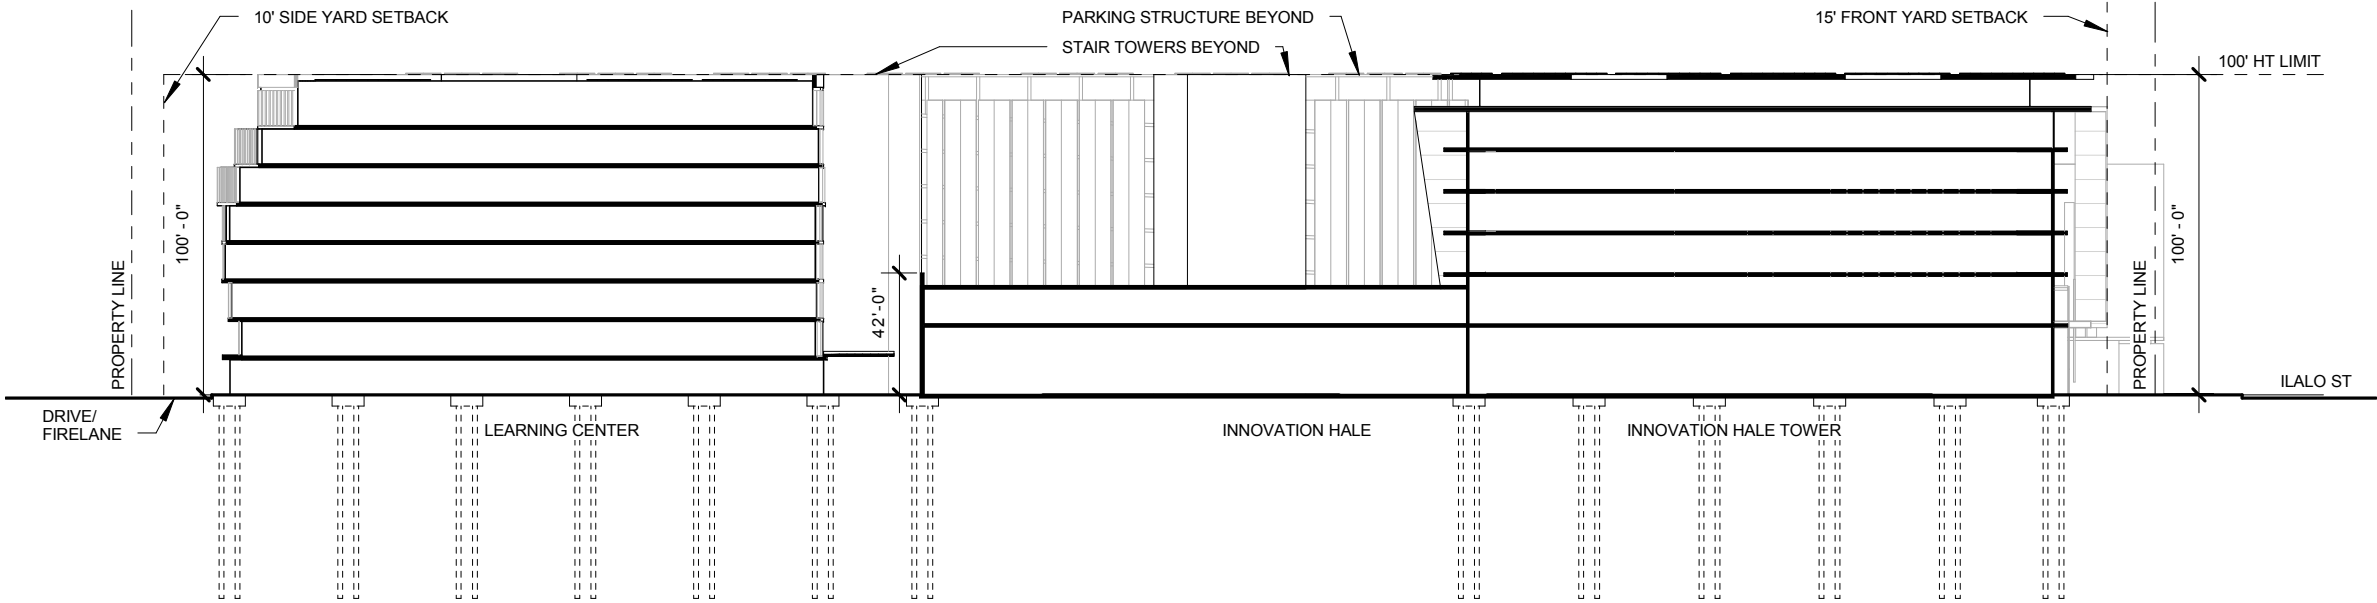 10' SIDE YARD SETBACK
PARKING STRUCTURE BEYOND
15' FRONT YARD SETBACK
STAIR TOWERS BEYOND
100' HT LIMIT
PROPERTY LINE
100' - 0"
42'-0"
PROPERTY LINE
100' - 0"
ILALO ST
DRIVE/
FIRELANE
LEARNING CENTER
INNOVATION HALE
INNOVATION HALE TOWER